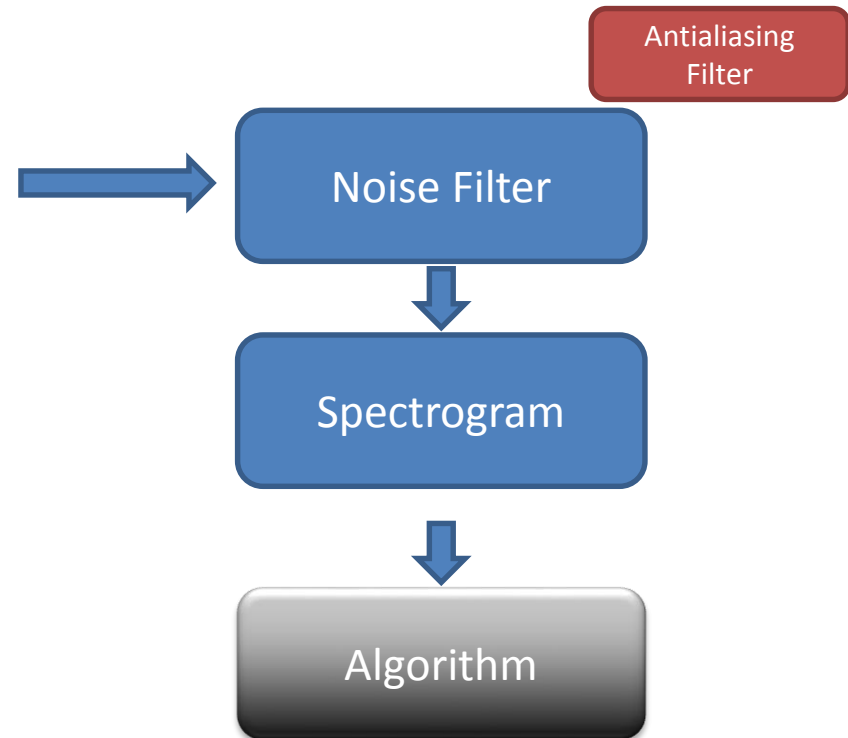 Antialiasing
Filter
Noise Filter
Spectrogram
Algorithm